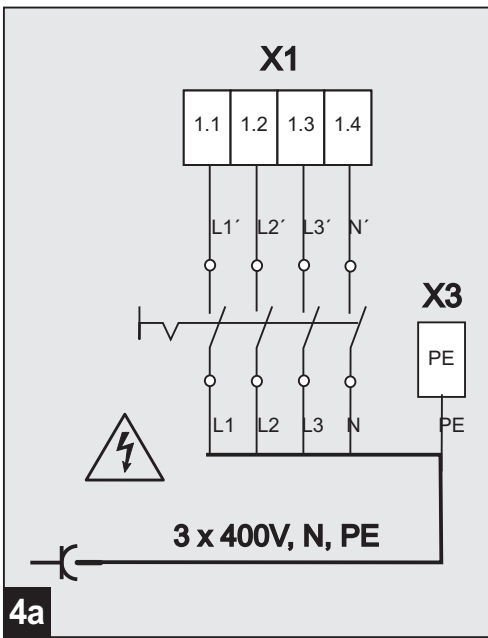 X1
1.1 1.2 1.3 1.4
L1´ L2´ L3´ N´
X3
PE
L1 L2 L3 N PE
3 x 400V, N, PE
4a